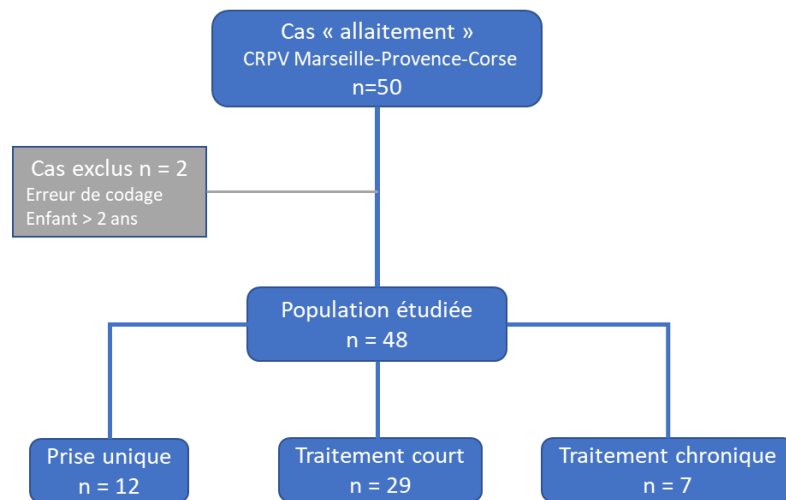 Cas « allaitement »
CRPV Marseille-Provence-Corse
n=50
Cas exclus n = 2
Erreur de codage
Enfant > 2 ans
Population étudiée
n = 48
Prise unique
n = 12
Traitement court
n = 29
Traitement chronique
n = 7